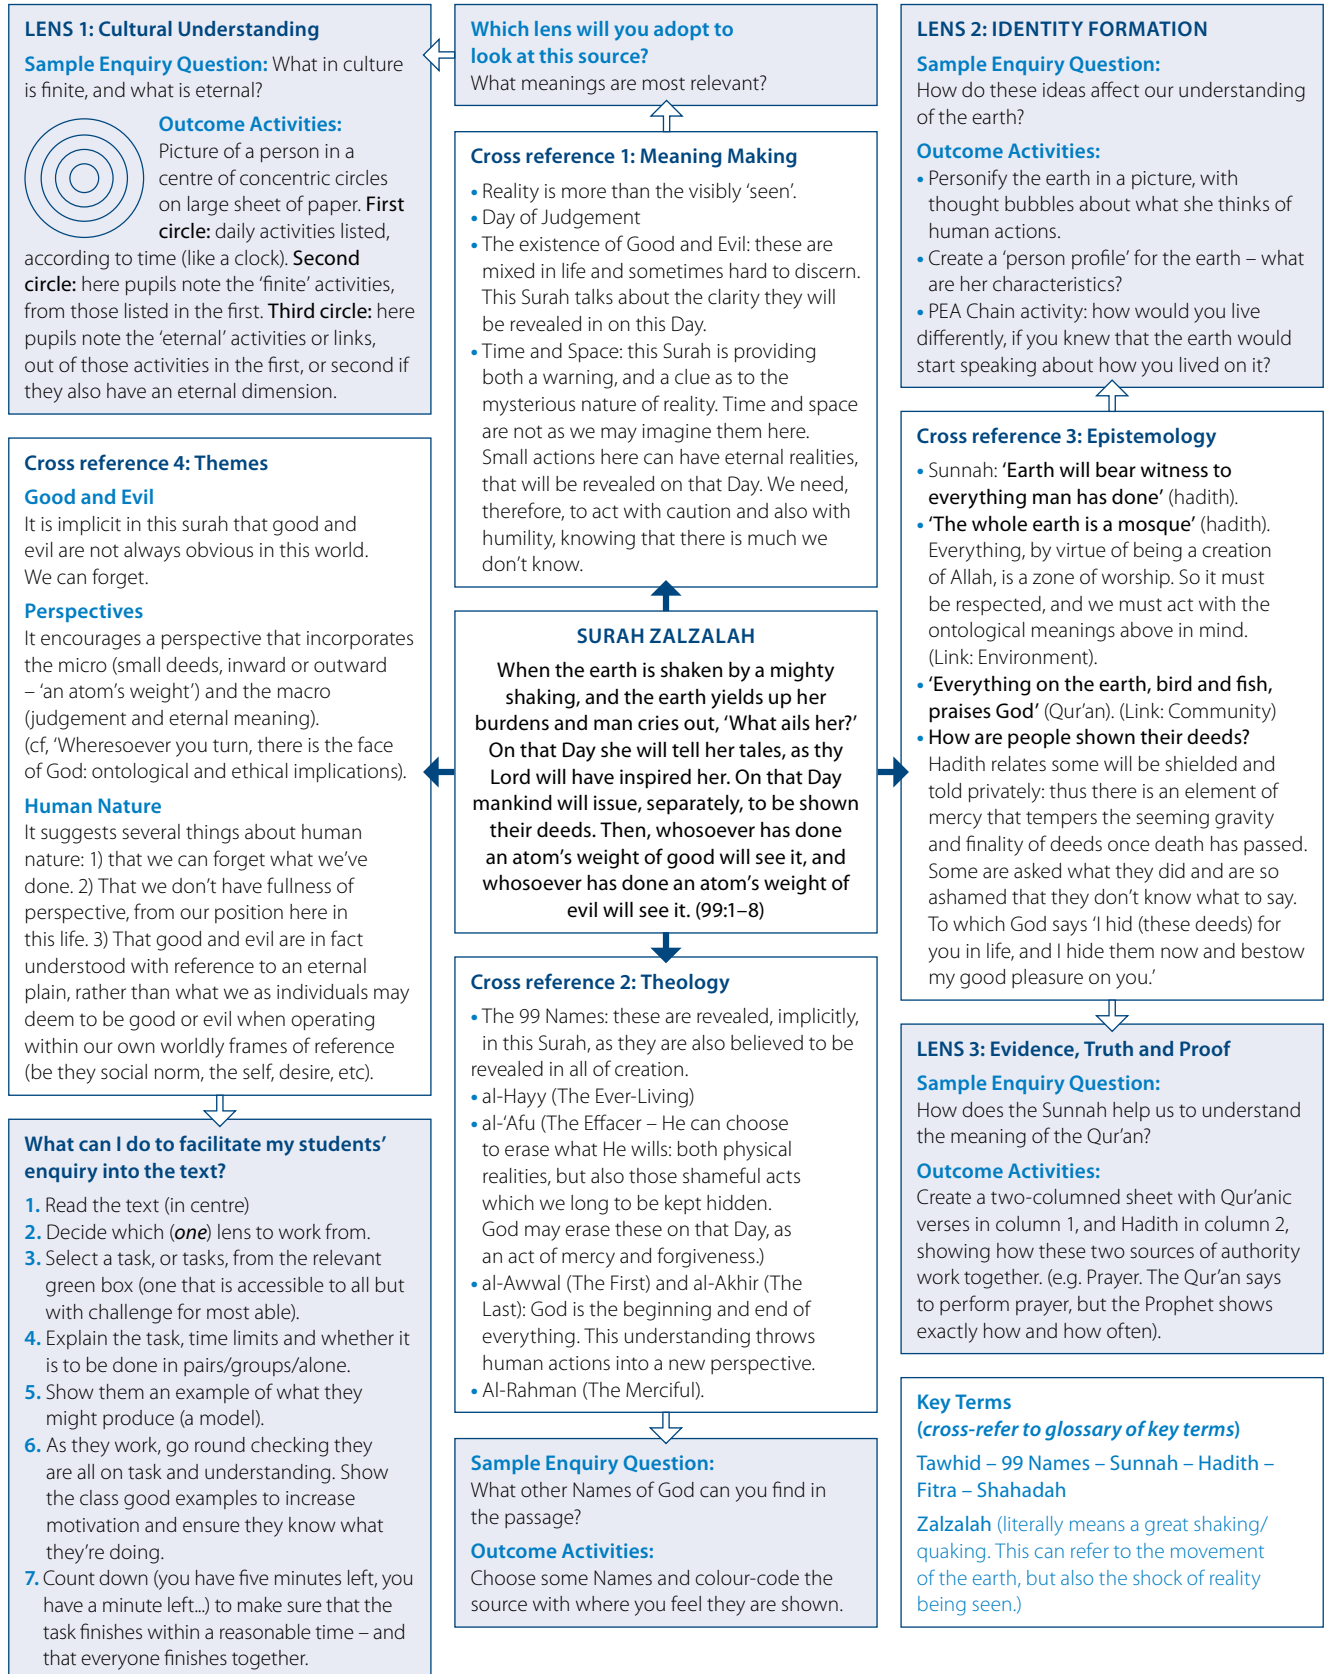 LENS 1: Cultural Understanding
Sample Enquiry Question: What in culture
is finite, and what is eternal?
Outcome Activities:
Picture of a person in a
centre of concentric circles
on large sheet of paper. First
circle: daily activities listed,
according to time (like a clock). Second
circle: here pupils note the ‘finite’ activities,
from those listed in the first. Third circle: here
pupils note the ‘eternal’ activities or links,
out of those activities in the first, or second if
they also have an eternal dimension.
Cross reference 4: Themes
Good and Evil
It is implicit in this surah that good and
evil are not always obvious in this world.
We can forget.
Perspectives
It encourages a perspective that incorporates
the micro (small deeds, inward or outward
– ‘an atom’s weight’) and the macro
(judgement and eternal meaning).
(cf, ‘Wheresoever you turn, there is the face
of God: ontological and ethical implications).
Human Nature
It suggests several things about human
nature: 1) that we can forget what we’ve
done. 2) That we don’t have fullness of
perspective, from our position here in
this life. 3) That good and evil are in fact
understood with reference to an eternal
plain, rather than what we as individuals may
deem to be good or evil when operating
within our own worldly frames of reference
(be they social norm, the self, desire, etc).
What can I do to facilitate my students’
enquiry into the text?
1. Read the text (in centre)
2. Decide which (one) lens to work from.
3. Select a task, or tasks, from the relevant
green box (one that is accessible to all but
with challenge for most able).
4. Explain the task, time limits and whether it
is to be done in pairs/groups/alone.
5. Show them an example of what they
might produce (a model).
6. As they work, go round checking they
are all on task and understanding. Show
the class good examples to increase
motivation and ensure they know what
they’re doing.
7. Count down (you have five minutes left, you
have a minute left...) to make sure that the
task finishes within a reasonable time – and
that everyone finishes together.
Which lens will you adopt to
look at this source?
What meanings are most relevant?
Cross reference 1: Meaning Making
• Reality is more than the visibly ‘seen’.
• Day of Judgement
• The existence of Good and Evil: these are
mixed in life and sometimes hard to discern.
This Surah talks about the clarity they will
be revealed in on this Day.
• Time and Space: this Surah is providing
both a warning, and a clue as to the
mysterious nature of reality. Time and space
are not as we may imagine them here.
Small actions here can have eternal realities,
that will be revealed on that Day. We need,
therefore, to act with caution and also with
humility, knowing that there is much we
don’t know.
SURAH ZALZALAH
When the earth is shaken by a mighty
shaking, and the earth yields up her
burdens and man cries out, ‘What ails her?’
On that Day she will tell her tales, as thy
Lord will have inspired her. On that Day
mankind will issue, separately, to be shown
their deeds. Then, whosoever has done
an atom’s weight of good will see it, and
whosoever has done an atom’s weight of
evil will see it. (99:1–8)
Cross reference 2: Theology
• The 99 Names: these are revealed, implicitly,
in this Surah, as they are also believed to be
revealed in all of creation.
• al-Hayy (The Ever-Living)
• al-‘Afu (The Effacer – He can choose
to erase what He wills: both physical
realities, but also those shameful acts
which we long to be kept hidden.
God may erase these on that Day, as
an act of mercy and forgiveness.)
• al-Awwal (The First) and al-Akhir (The
Last): God is the beginning and end of
everything. This understanding throws
human actions into a new perspective.
• Al-Rahman (The Merciful).
Sample Enquiry Question:
What other Names of God can you find in
the passage?
Outcome Activities:
Choose some Names and colour-code the
source with where you feel they are shown.
LENS 2: IDENTITY FORMATION
Sample Enquiry Question:
How do these ideas affect our understanding
of the earth?
Outcome Activities:
• Personify the earth in a picture, with
thought bubbles about what she thinks of
human actions.
• Create a ‘person profile’ for the earth – what
are her characteristics?
• PEA Chain activity: how would you live
differently, if you knew that the earth would
start speaking about how you lived on it?
Cross reference 3: Epistemology
• Sunnah: ‘Earth will bear witness to
everything man has done’ (hadith).
• ‘The whole earth is a mosque’ (hadith).
Everything, by virtue of being a creation
of Allah, is a zone of worship. So it must
be respected, and we must act with the
ontological meanings above in mind.
(Link: Environment).
• ‘Everything on the earth, bird and fish,
praises God’ (Qur’an). (Link: Community)
• How are people shown their deeds?
Hadith relates some will be shielded and
told privately: thus there is an element of
mercy that tempers the seeming gravity
and finality of deeds once death has passed.
Some are asked what they did and are so
ashamed that they don’t know what to say.
To which God says ‘I hid (these deeds) for
you in life, and I hide them now and bestow
my good pleasure on you.’
LENS 3: Evidence, Truth and Proof
Sample Enquiry Question:
How does the Sunnah help us to understand
the meaning of the Qur’an?
Outcome Activities:
Create a two-columned sheet with Qur’anic
verses in column 1, and Hadith in column 2,
showing how these two sources of authority
work together. (e.g. Prayer. The Qur’an says
to perform prayer, but the Prophet shows
exactly how and how often).
Key Terms
(cross-refer to glossary of key terms)
Tawhid – 99 Names – Sunnah – Hadith –
Fitra – Shahadah
Zalzalah (literally means a great shaking/
quaking. This can refer to the movement
of the earth, but also the shock of reality
being seen.)